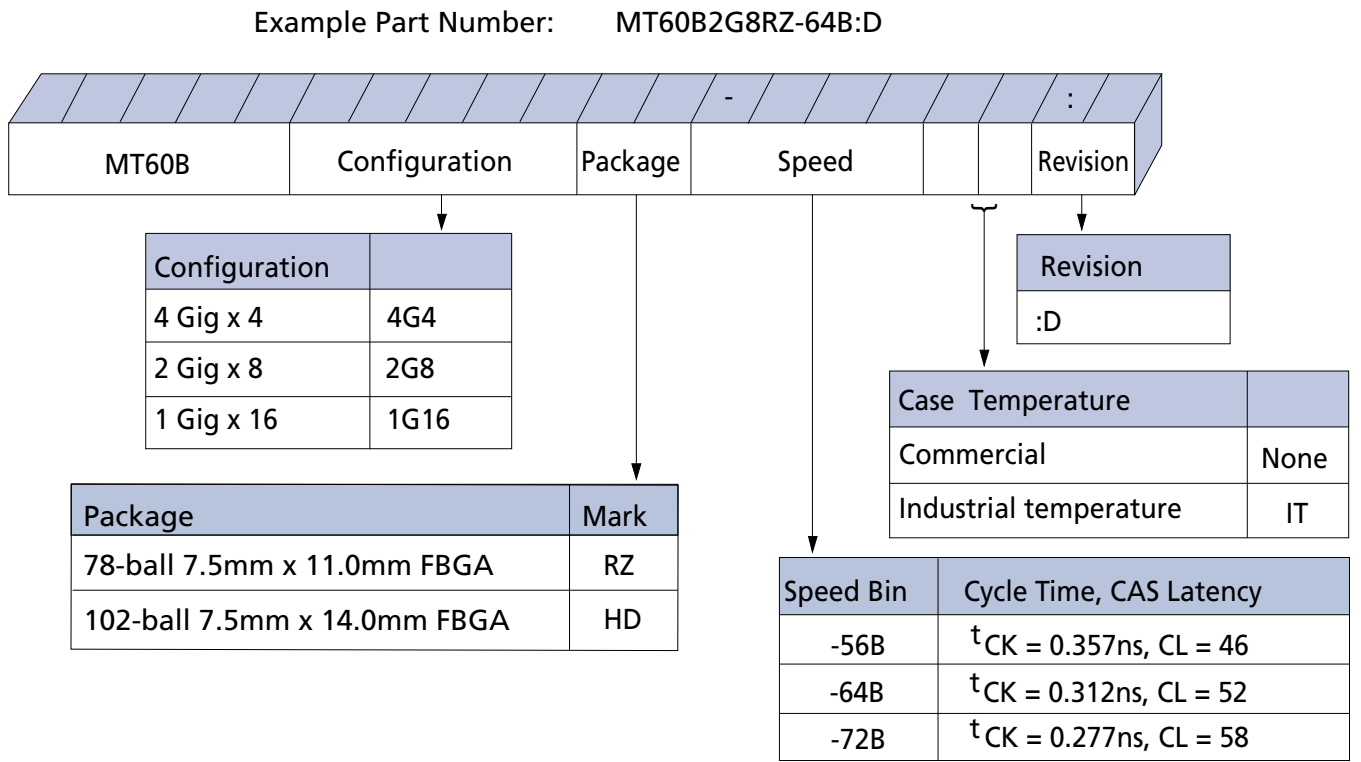 Example Part Number: MT60B2G8RZ-64B:D
- :
MT60B Configuration Package Speed Revision
Configuration
4 Gig x 4 4G4
2 Gig x 8 2G8
1 Gig x 16 1G16
Revision
:D
Case Temperature
Commercial None
Industrial temperature IT
Package Mark
78-ball 7.5mm x 11.0mm FBGA RZ
102-ball 7.5mm x 14.0mm FBGA HD
Speed Bin Cycle Time, CAS Latency
-56B tCK = 0.357ns, CL = 46
-64B tCK = 0.312ns, CL = 52
-72B tCK = 0.277ns, CL = 58